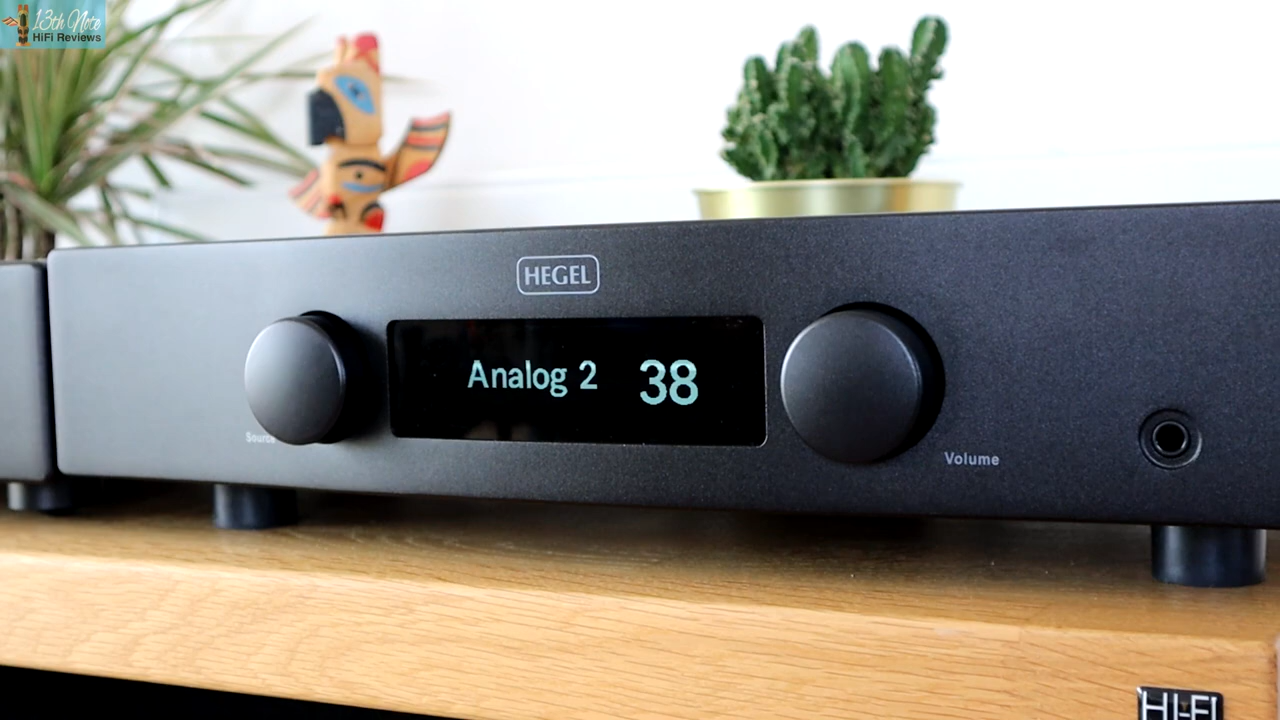 13th Note
HiFi Reviews
HEGEL
Analog 2 38
Source
Volume
HI-FI